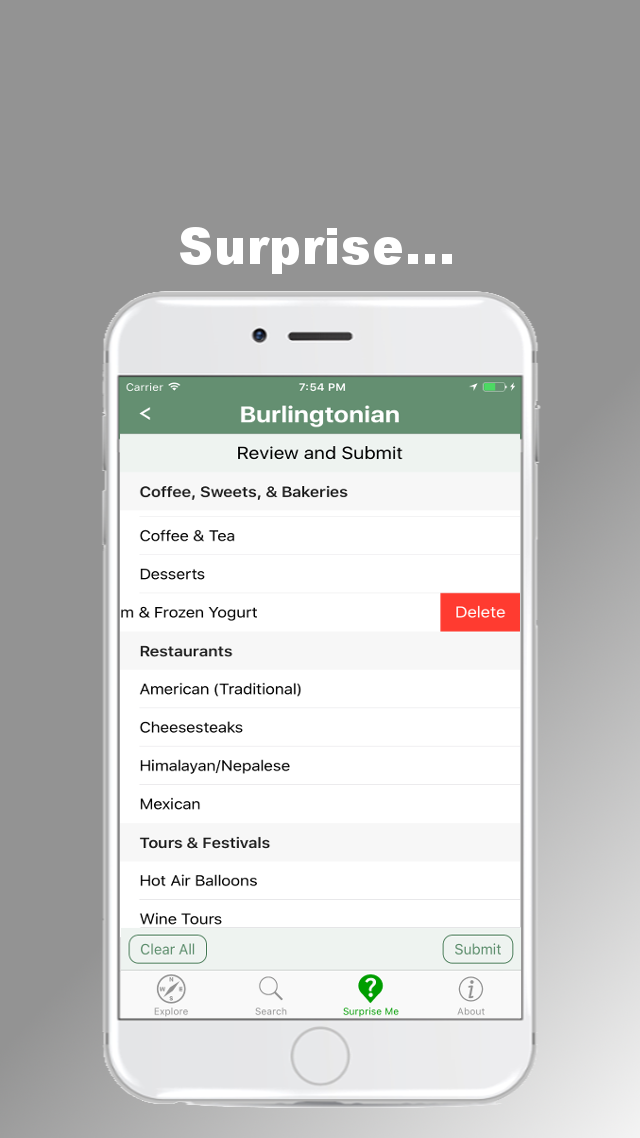 Surprise...
Carrier 7:54 PM
< Burlingtonian
Review and Submit
Coffee, Sweets, & Bakeries
Coffee & Tea
Desserts
m & Frozen Yogurt Delete
Restaurants
American (Traditional)
Cheesesteaks
Himalayan/Nepalese
Mexican
Tours & Festivals
Hot Air Balloons
Wine Tours
Clear All Submit
N
W E
S
? i
Explore Search Surprise Me About